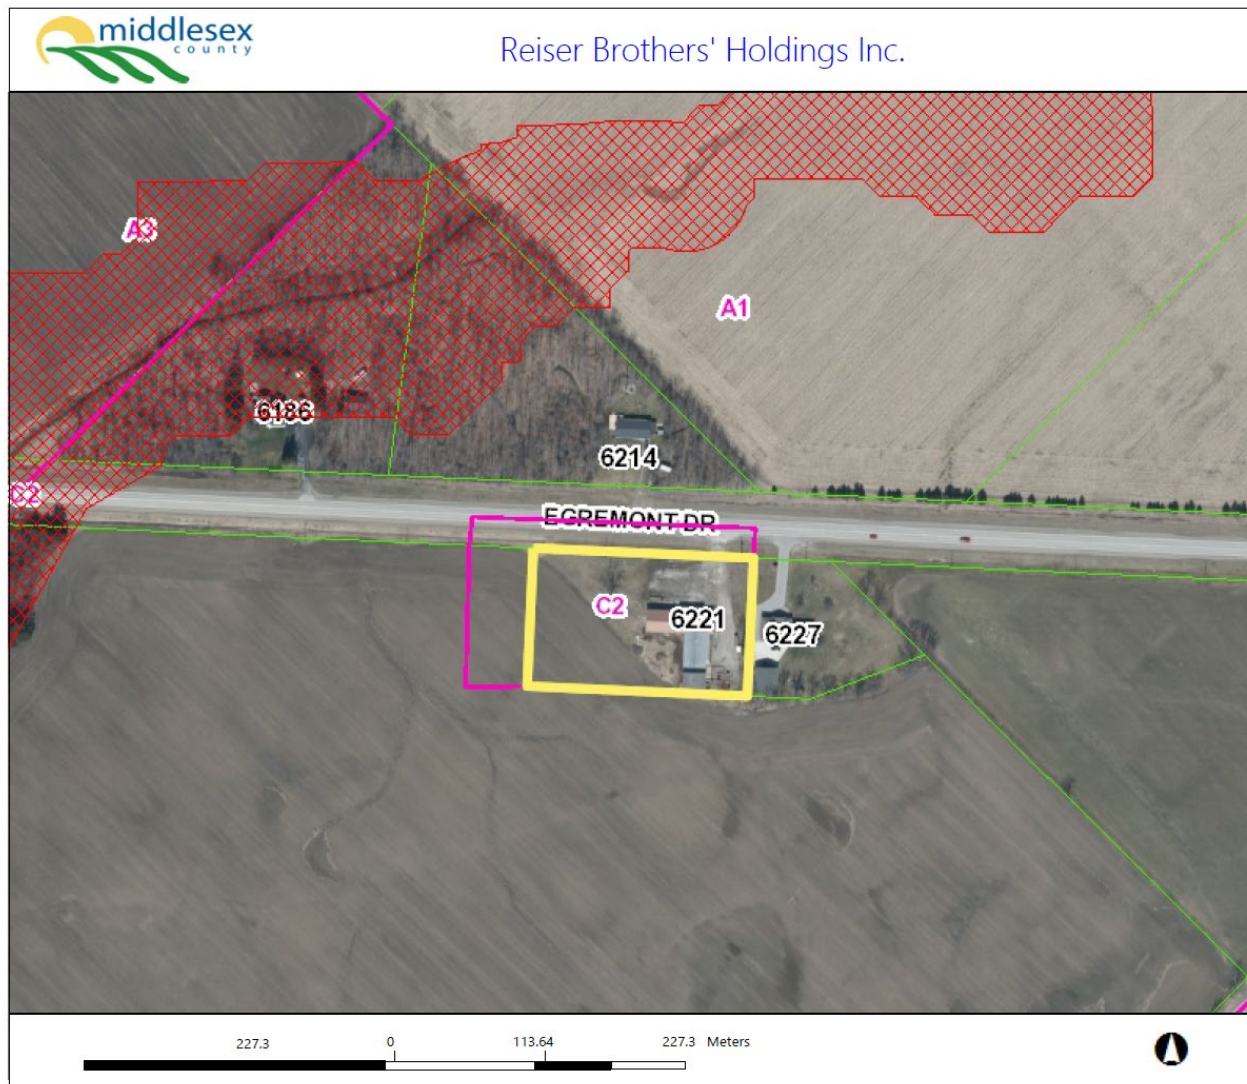 middlesex
county
Reiser Brothers' Holdings Inc.
A3
A1
6186
6214
C2
EGREMONT DR
C2
6221
6227
227.3 0 113.64 227.3 Meters